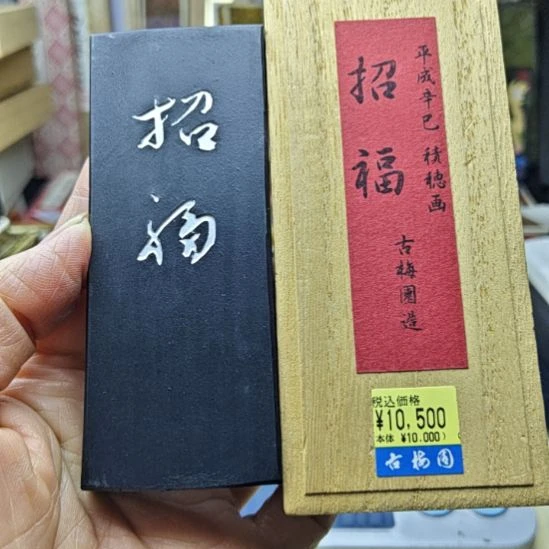 招福
平成辛巳 積穂画
招福
古梅園造
税込価格
¥10,500
本体 ¥10,000)
古梅園